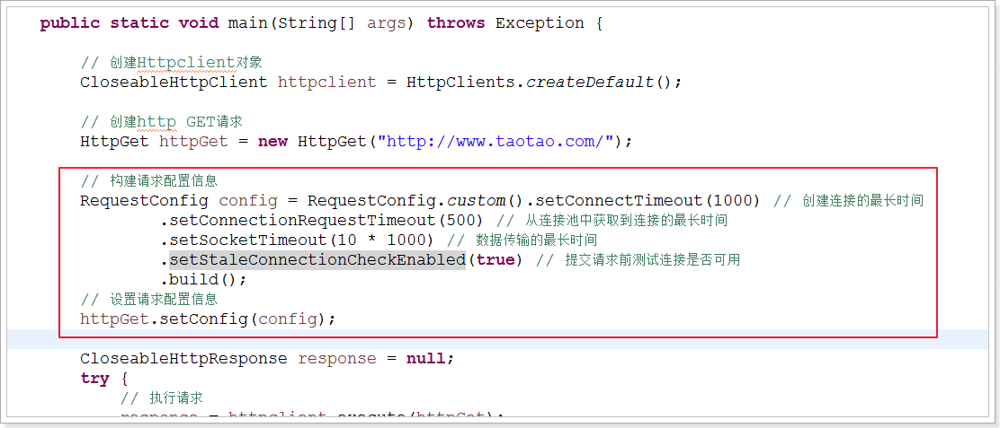 public static void main(String[] args) throws Exception {
// 创建Httpclient对象
CloseableHttpClient httpclient = HttpClients.createDefault();
// 创建http GET请求
HttpGet httpGet = new HttpGet("http://www.taotao.com/");
// 构建请求配置信息
RequestConfig config = RequestConfig.custom().setConnectTimeout(1000) // 创建连接的最长时间
.setConnectionRequestTimeout(500) // 从连接池中获取到连接的最长时间
.setSocketTimeout(10 * 1000) // 数据传输的最长时间
.setStaleConnectionCheckEnabled(true) // 提交请求前测试连接是否可用
.build();
// 设置请求配置信息
httpGet.setConfig(config);
CloseableHttpResponse response = null;
try {
// 执行请求
response = httpclient.execute(httpGet);